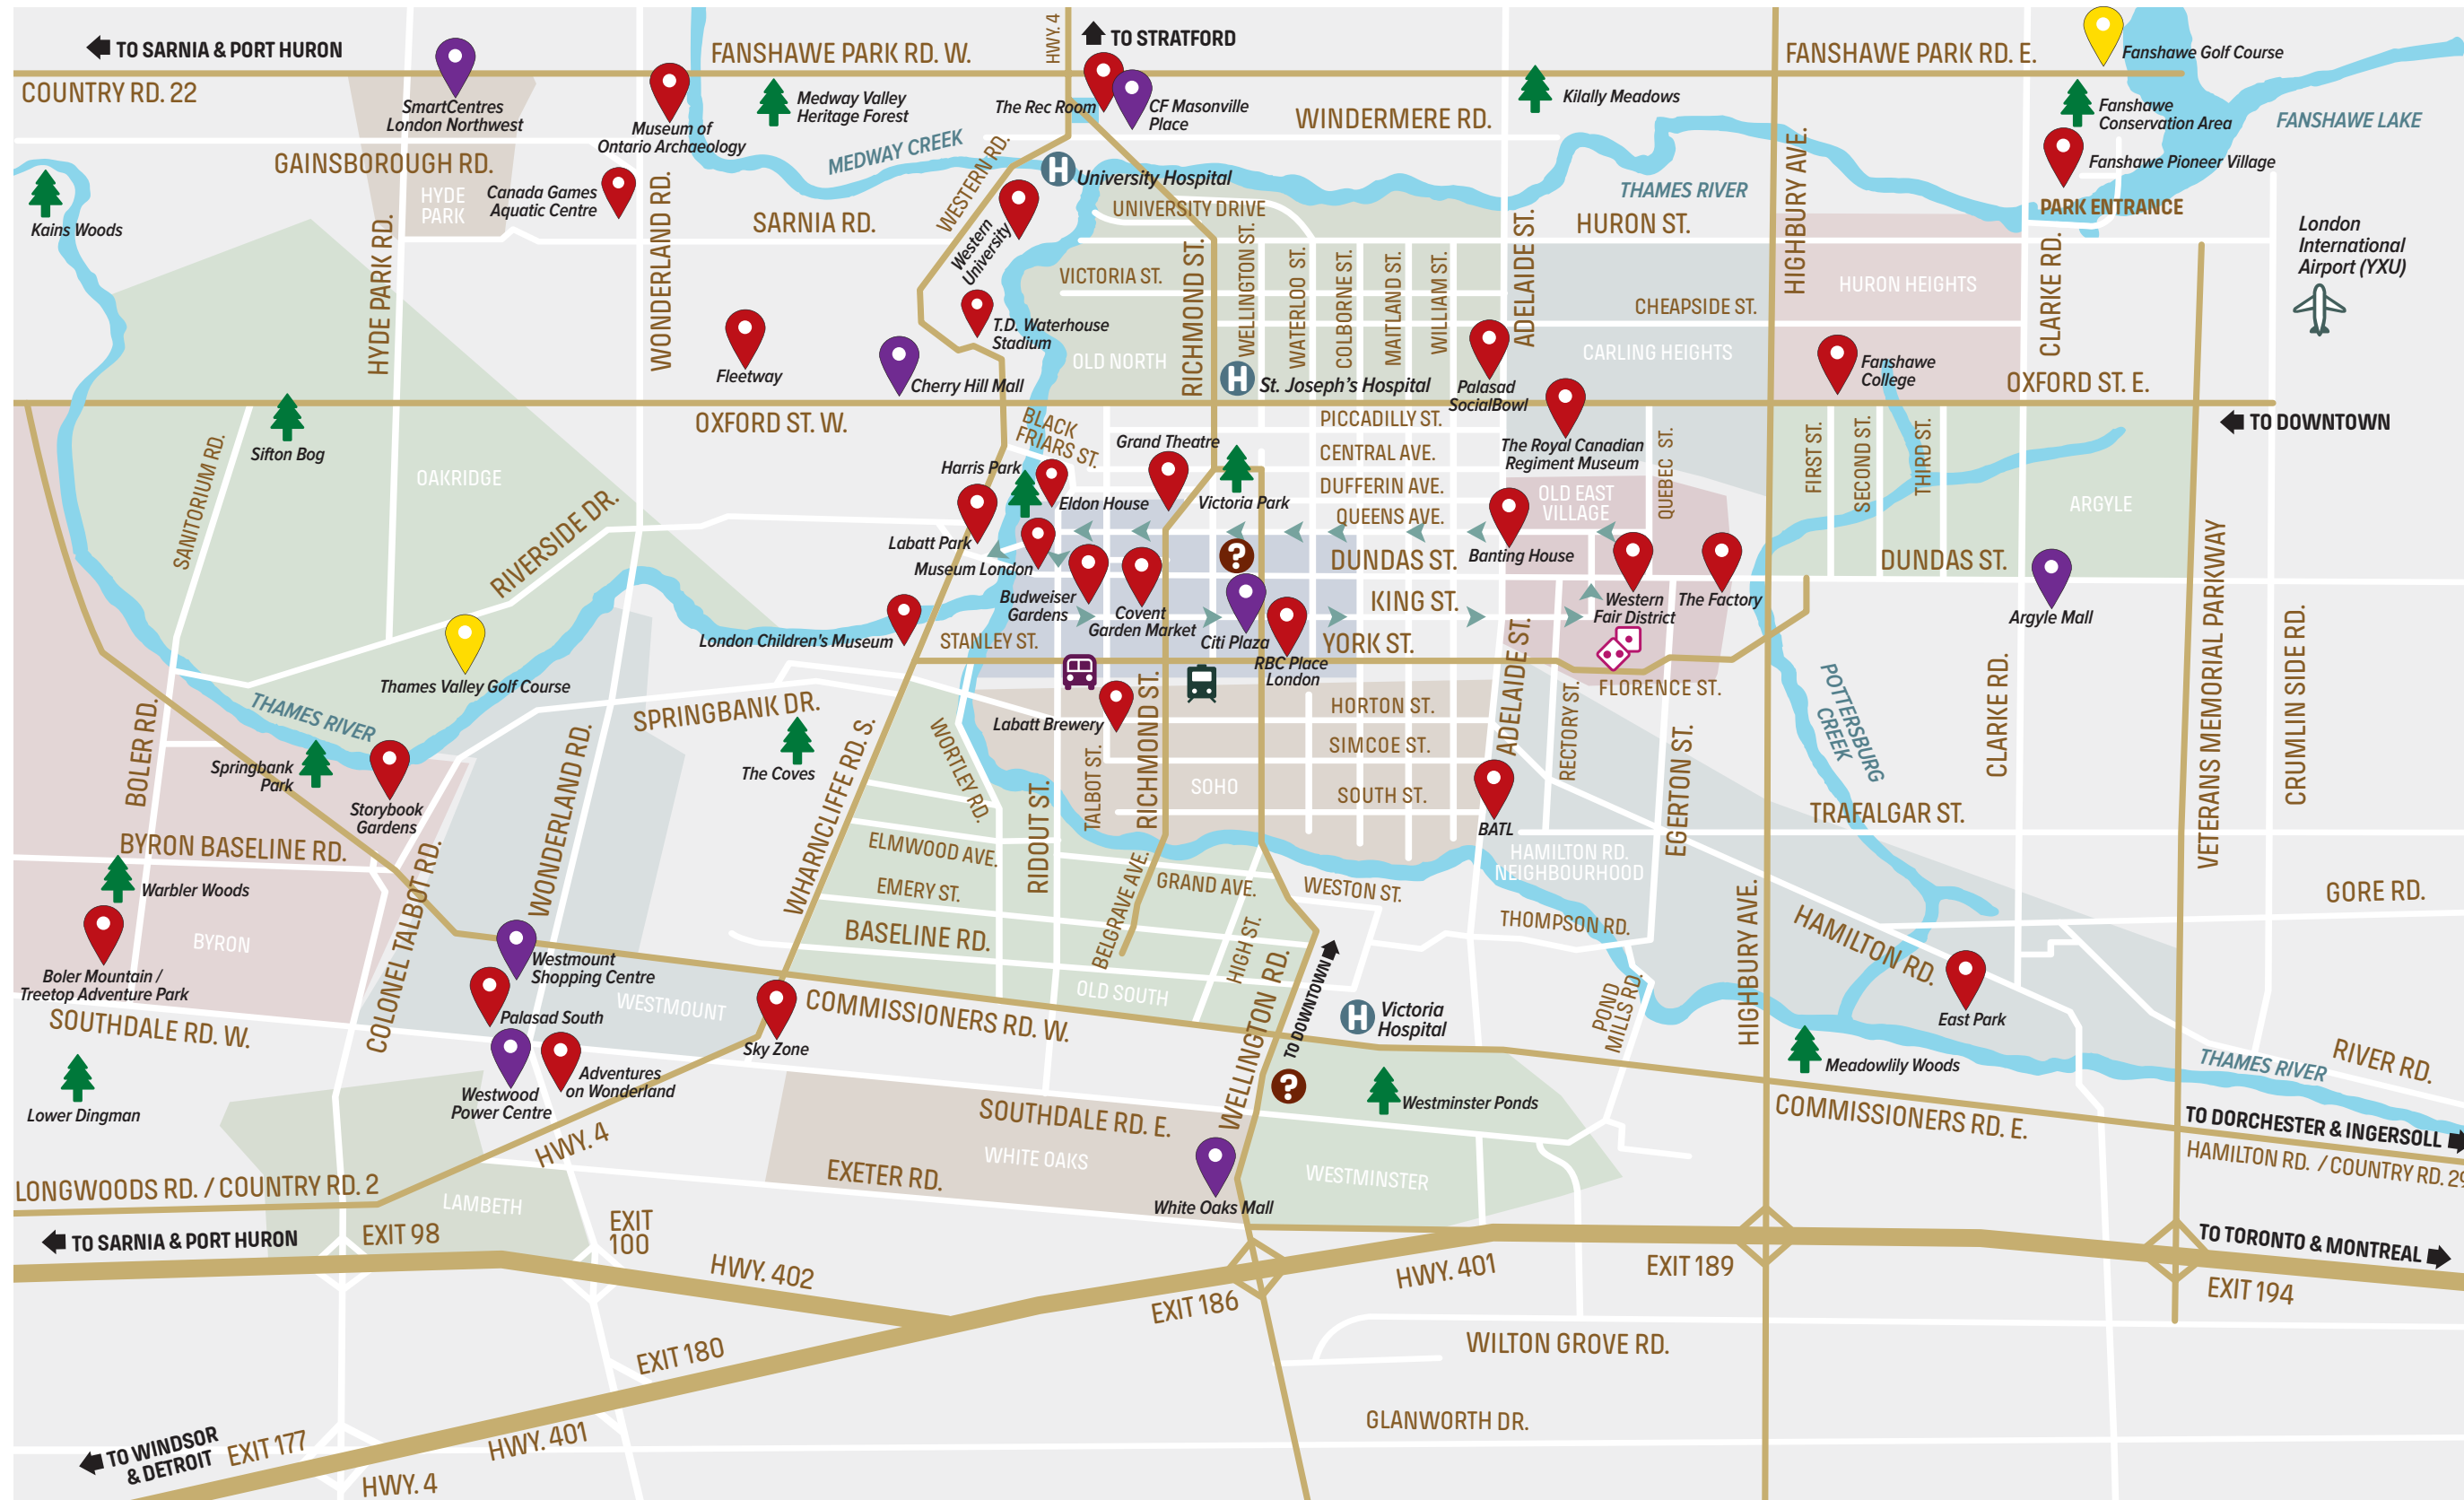 TO SARNIA & PORT HURON
COUNTRY RD. 22
SmartCentres
London Northwest
FANSHAWE PARK RD. W.
HWY. 4
TO STRATFORD
FANSHAWE PARK RD. E.
Fanshawe Golf Course
Museum of
Ontario Archaeology
Medway Valley
Heritage Forest
The Rec Room
CF Masonville
Place
WINDERMERE RD.
Kilally Meadows
Fanshawe
Conservation Area
FANSHAWE LAKE
Fanshawe Pioneer Village
PARK ENTRANCE
GAINSBOROUGH RD.
HYDE
PARK
Kains Woods
Canada Games
Aquatic Centre
MEDWAY CREEK
WESTERN RD.
H
University Hospital
UNIVERSITY DRIVE
THAMES RIVER
HIGHBURY AVE.
HYDE PARK RD.
WONDERLAND RD.
SARNIA RD.
Western
University
HURON ST.
London
International
Airport (YXU)
VICTORIA ST.
RICHMOND ST.
WELLINGTON ST.
WATERLOO ST.
COLBORNE ST.
MAITLAND ST.
WILLIAM ST.
ADELAIDE ST.
CLARKE RD.
HURON HEIGHTS
CHEAPSIDE ST.
CARLING HEIGHTS
T.D. Waterhouse
Stadium
OLD NORTH
Fleetway
Cherry Hill Mall
H
St. Joseph's Hospital
Palasad
SocialBowl
Fanshawe
College
OXFORD ST. E.
OXFORD ST. W.
TO DOWNTOWN
SANITORIUM RD.
Sifton Bog
OAKRIDGE
BLACK
FRIARS ST.
Grand Theatre
PICCADILLY ST.
CENTRAL AVE.
DUFFERIN AVE.
QUEENS AVE.
The Royal Canadian
Regiment Museum
QUEBEC ST.
FIRST ST.
SECOND ST.
THIRD ST.
ARGYLE
Harris Park
Eldon House
Victoria Park
OLD EAST
VILLAGE
RIVERSIDE DR.
Labatt Park
Museum London
?
DUNDAS ST.
Banting House
DUNDAS ST.
VETERANS MEMORIAL PARKWAY
Budweiser
Gardens
Covent
Garden Market
Citi Plaza
KING ST.
Western
Fair District
The Factory
Argyle Mall
London Children's Museum
STANLEY ST.
RBC Place
London
YORK ST.
Thames Valley Golf Course
FLORENCE ST.
POTTERSBURG
CREEK
CLARKE RD.
CRUMLIN SIDE RD.
BOLER RD.
THAMES RIVER
SPRINGBANK DR.
The Coves
WHARNCLIFFE RD. S.
WORTLEY RD.
Labatt Brewery
TALBOT ST.
RICHMOND ST.
HORTON ST.
SIMCOE ST.
SOHO
SOUTH ST.
ADELAIDE ST.
RECTORY ST.
EGERTON ST.
Springbank
Park
Storybook
Gardens
WONDERLAND RD.
RIDOUT ST.
BATL
TRAFALGAR ST.
BYRON BASELINE RD.
Warbler Woods
BYRON
Boler Mountain /
Treetop Adventure Park
COLONEL TALBOT RD.
ELMWOOD AVE.
EMERY ST.
BASELINE RD.
BELGRAVE AVE.
GRAND AVE.
HIGH ST.
WESTON ST.
HAMILTON RD.
NEIGHBOURHOOD
THOMPSON RD.
HIGHBURY AVE.
HAMILTON RD.
GORE RD.
Westmount
Shopping Centre
WESTMOUNT
Palasad South
Sky Zone
COMMISSIONERS RD. W.
OLD SOUTH
WELLINGTON RD.
TO DOWNTOWN
H
Victoria
Hospital
POND
MILLS RD.
East Park
SOUTHDALE RD. W.
Lower Dingman
Westwood
Power Centre
Adventures
on Wonderland
?
Westminster Ponds
Meadowlily Woods
THAMES RIVER
RIVER RD.
SOUTHDALE RD. E.
COMMISSIONERS RD. E.
TO DORCHESTER & INGERSOLL
HAMILTON RD. / COUNTRY RD. 29
HWY. 4
WHITE OAKS
WESTMINSTER
LONGWOODS RD. / COUNTRY RD. 2
LAMBETH
EXETER RD.
White Oaks Mall
TO SARNIA & PORT HURON
EXIT 98
EXIT
100
HWY. 402
EXIT 186
HWY. 401
EXIT 189
TO TORONTO & MONTREAL
EXIT 194
EXIT 180
WILTON GROVE RD.
GLANWORTH DR.
TO WINDSOR
& DETROIT
EXIT 177
HWY. 401
HWY. 4